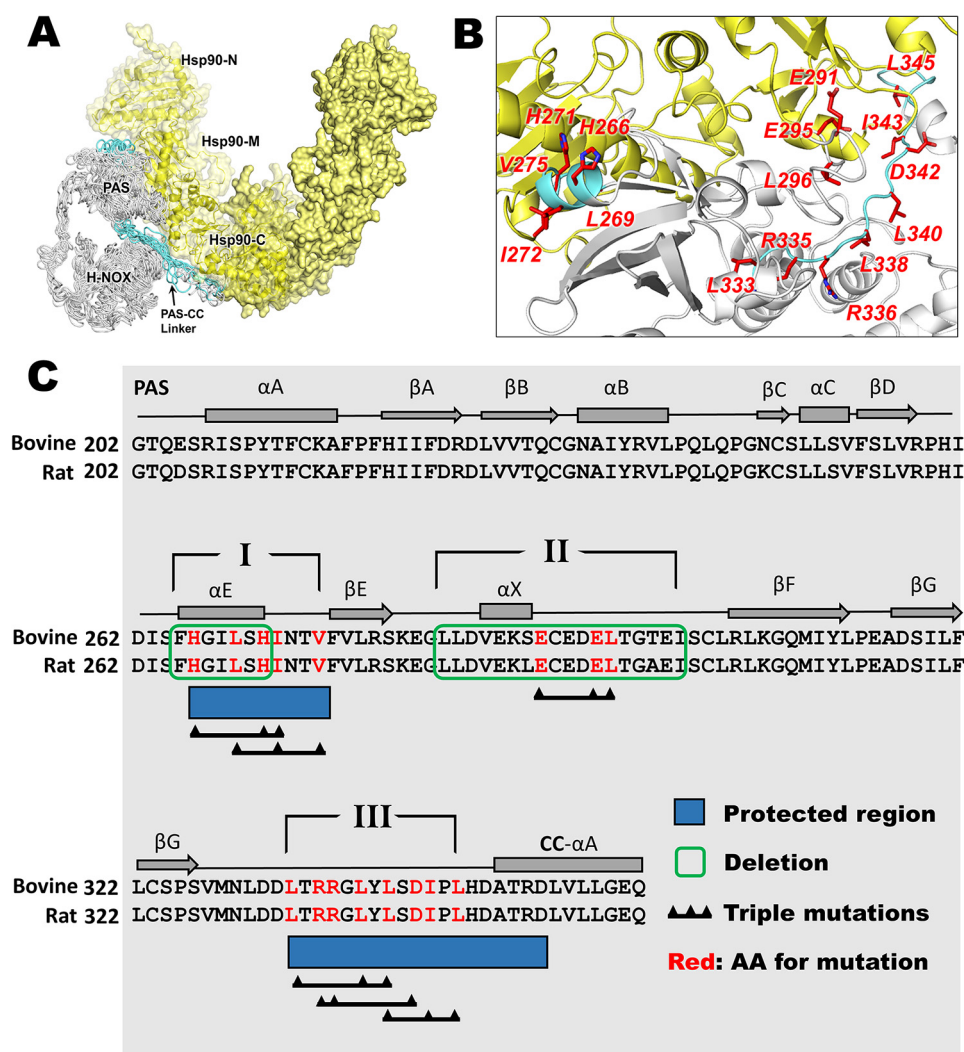 A
Hsp90-N
Hsp90-M
PAS
Hsp90-C
H-NOX
PAS-CC
Linker
B
L345
E291
H271
H266
I343
E295
V275
D342
L296
L269
L340
I272
R335
L338
L333
R336
C
PAS αA βA βB αB βC αC βD
Bovine 202 GTQESRISPYTFCKAFPFHIIFDRDLVVTQCGNAIYRVLPQLQPGNCSLLSVFSLVRPHI
Rat 202 GTQDSRISPYTFCKAFPFHIIFDRDLVVTQCGNAIYRVLPQLQPGKCSLLSVFSLVRPHI
I II
αE βE αX βF βG
Bovine 262 DISFHGILSHINTVFVLRSKEGLLDVEKSECEDELTGTEISCLRLKGQMIYLPEADSILF
Rat 262 DISFHGILSHINTVFVLRSKEGLLDVEKLECEDELTGAEISCLRLKGQMIYLPEADSILF
III
βG CC-αA
Bovine 322 LCSPSVMNLDDLTRRGLYLSDIPLHDATRDLVLLGEQ
Rat 322 LCSPSVMNLDDLTRRGLYLSDIPLHDATRDLVLLGEQ
Protected region
Deletion
Triple mutations
Red: AA for mutation